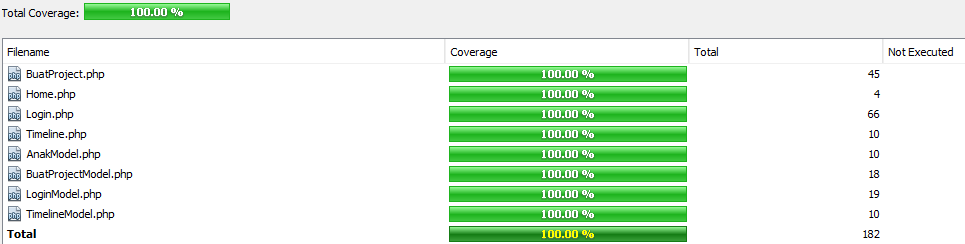 Total Coverage: 100.00 %
Filename Coverage Total Not Executed
BuatProject.php 100.00 % 45
Home.php 100.00 % 4
Login.php 100.00 % 66
Timeline.php 100.00 % 10
AnakModel.php 100.00 % 10
BuatProjectModel.php 100.00 % 18
LoginModel.php 100.00 % 19
TimelineModel.php 100.00 % 10
Total 100.00 % 182